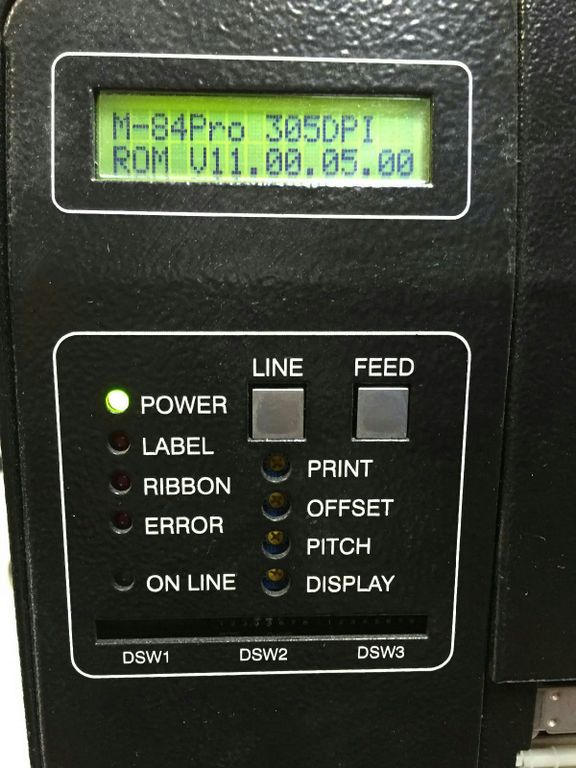 M-84Pro 305DPI
ROM V11.00.05.00
LINE FEED
POWER
LABEL
RIBBON
ERROR
ON LINE
PRINT
OFFSET
PITCH
DISPLAY
DSW1 DSW2 DSW3